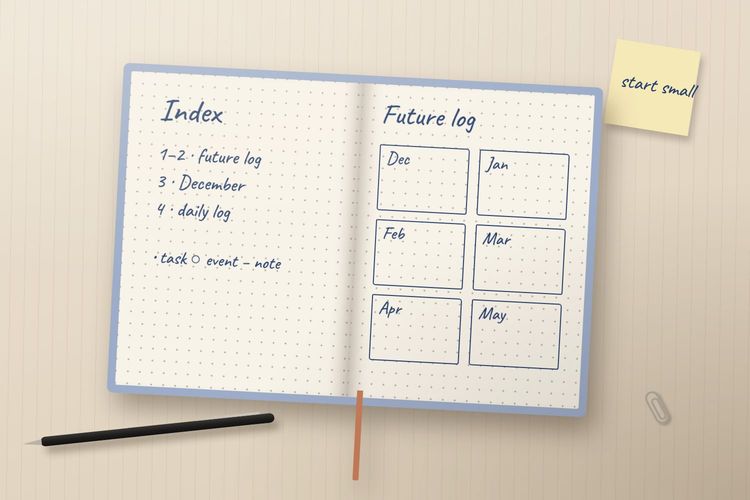 Index
1–2 · future log
3 · December
4 · daily log
· task ○ event – note
Future log
Dec
Jan
Feb
Mar
Apr
May
start small